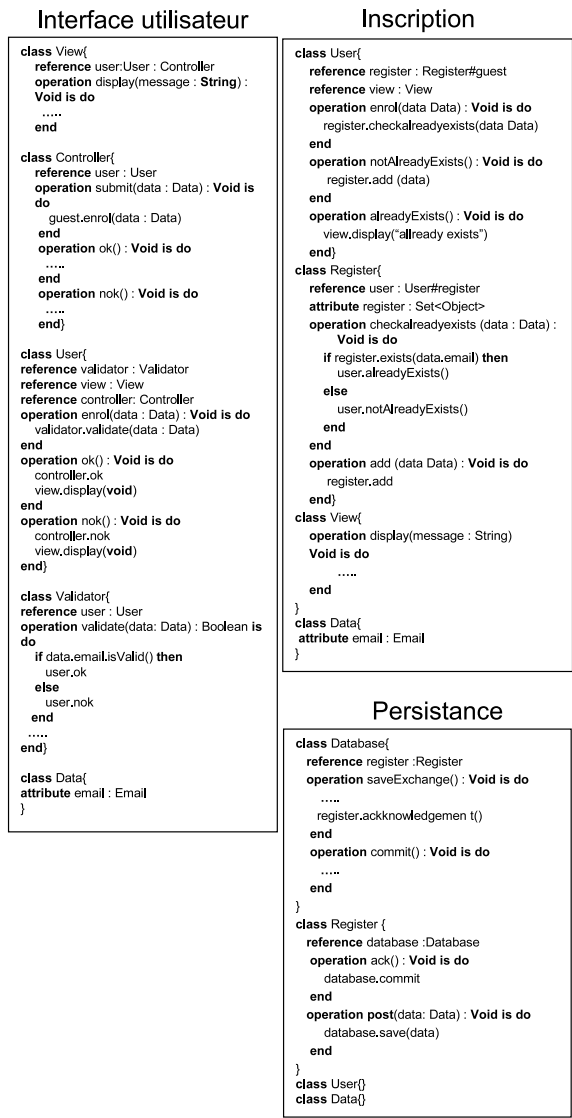 Interface utilisateur
class View{
reference user:User : Controller
operation display(message : String) :
Void is do
.....
end
class Controller{
reference user : User
operation submit(data : Data) : Void is
do
guest.enrol(data : Data)
end
operation ok() : Void is do
.....
end
operation nok() : Void is do
.....
end}
class User{
reference validator : Validator
reference view : View
reference controller: Controller
operation enrol(data : Data) : Void is do
validator.validate(data : Data)
end
operation ok() : Void is do
controller.ok
view.display(void)
end
operation nok() : Void is do
controller.nok
view.display(void)
end}
class Validator{
reference user : User
operation validate(data: Data) : Boolean is
do
if data.email.isValid() then
user.ok
else
user.nok
end
.....
end}
class Data{
attribute email : Email
}
Inscription
class User{
reference register : Register#guest
reference view : View
operation enrol(data Data) : Void is do
register.checkalreadyexists(data Data)
end
operation notAlreadyExists() : Void is do
register.add (data)
end
operation alreadyExists() : Void is do
view.display(“allready exists”)
end}
class Register{
reference user : User#register
attribute register : Set<Object>
operation checkalreadyexists (data : Data) :
Void is do
if register.exists(data.email) then
user.alreadyExists()
else
user.notAlreadyExists()
end
end
operation add (data Data) : Void is do
register.add
end}
class View{
operation display(message : String)
Void is do
.....
end
}
class Data{
attribute email : Email
}
Persistance
class Database{
reference register :Register
operation saveExchange() : Void is do
.....
register.ackknowledgemen t()
end
operation commit() : Void is do
.....
end
}
class Register {
reference database :Database
operation ack() : Void is do
database.commit
end
operation post(data: Data) : Void is do
database.save(data)
end
}
class User{}
class Data{}